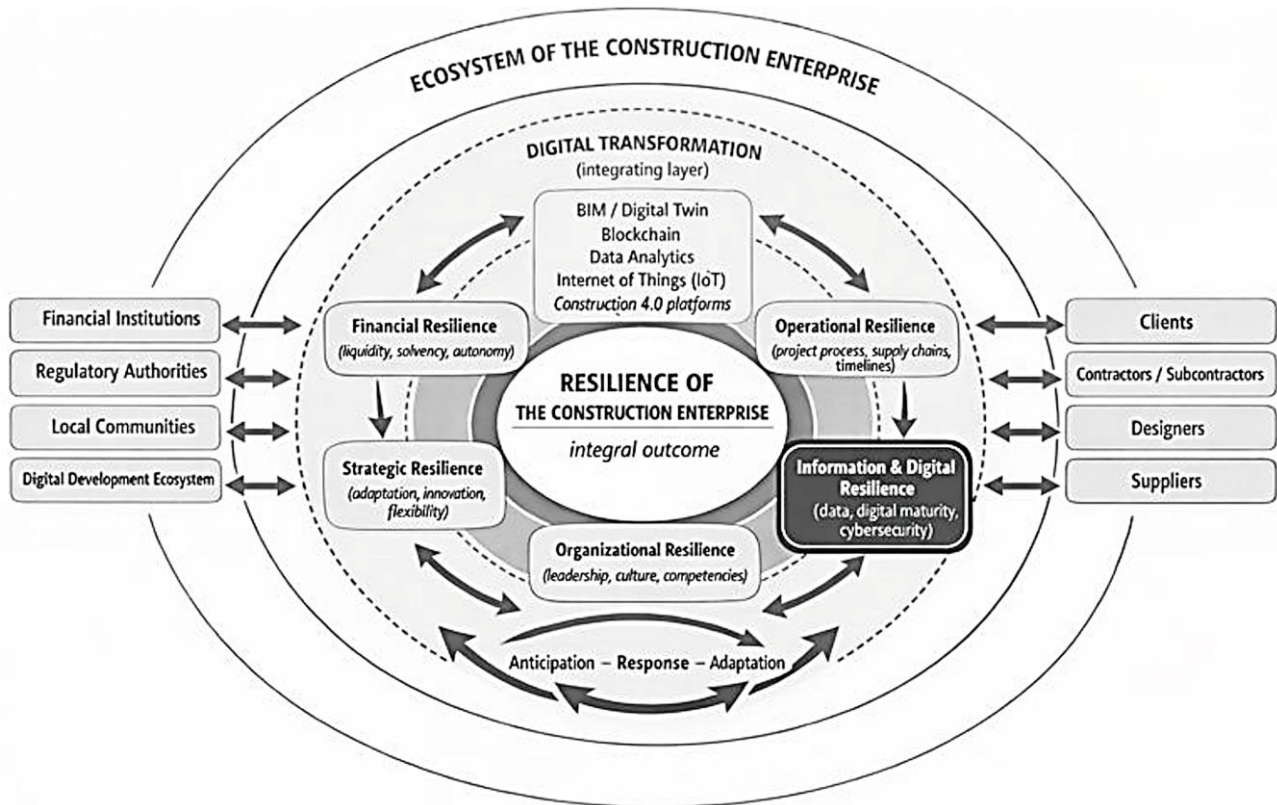 ECOSYSTEM OF THE CONSTRUCTION ENTERPRISE
DIGITAL TRANSFORMATION
(integrating layer)
BIM / Digital Twin
Blockchain
Data Analytics
Internet of Things (IoT)
Construction 4.0 platforms
Financial Institutions
Regulatory Authorities
Local Communities
Digital Development Ecosystem
Financial Resilience
(liquidity, solvency, autonomy)
Operational Resilience
(project process, supply chains,
timelines)
RESILIENCE OF
THE CONSTRUCTION ENTERPRISE
integral outcome
Strategic Resilience
(adaptation, innovation,
flexibility)
Information & Digital
Resilience
(data, digital maturity,
cybersecurity)
Organizational Resilience
(leadership, culture, competencies)
Anticipation – Response – Adaptation
Clients
Contractors / Subcontractors
Designers
Suppliers